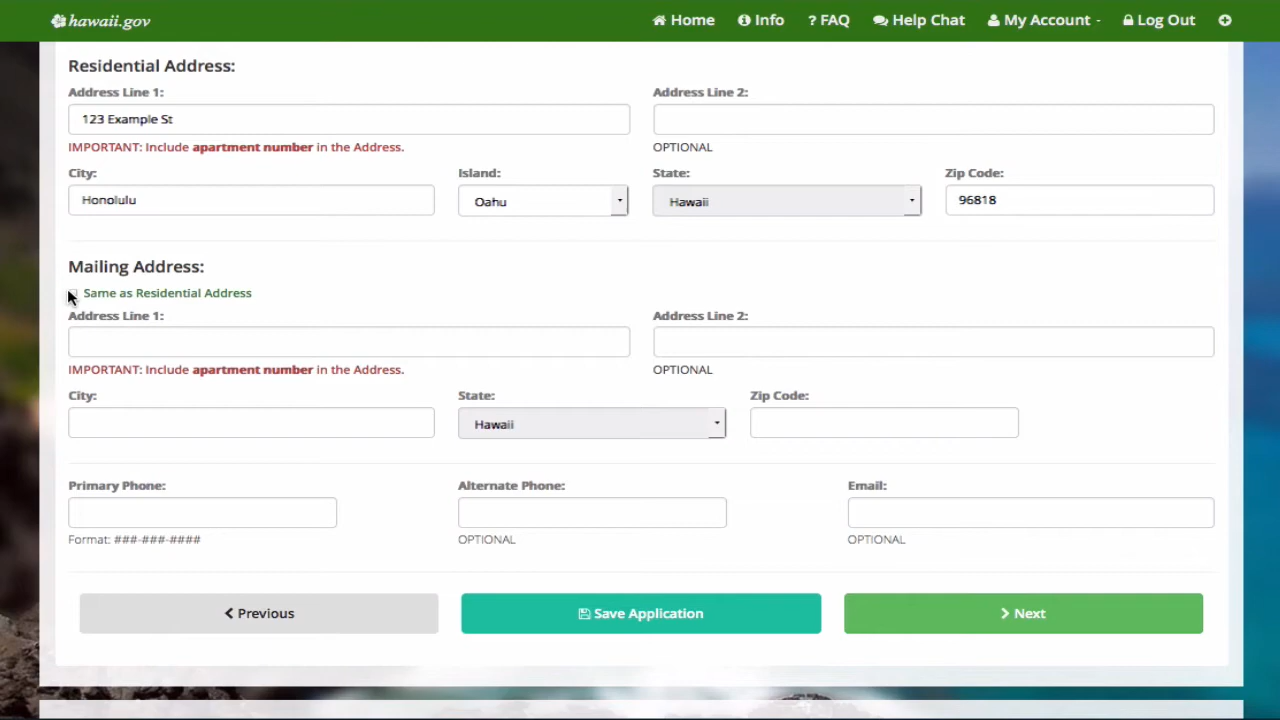 hawaii.gov Home Info ? FAQ Help Chat My Account Log Out
Residential Address:
Address Line 1: Address Line 2:
123 Example St
IMPORTANT: Include apartment number in the Address. OPTIONAL
City: Island: State: Zip Code:
Honolulu Oahu Hawaii 96818
Mailing Address:
Same as Residential Address
Address Line 1: Address Line 2:
IMPORTANT: Include apartment number in the Address. OPTIONAL
City: State: Zip Code:
Hawaii
Primary Phone: Alternate Phone: Email:
Format: ###-###-#### OPTIONAL OPTIONAL
Previous Save Application Next